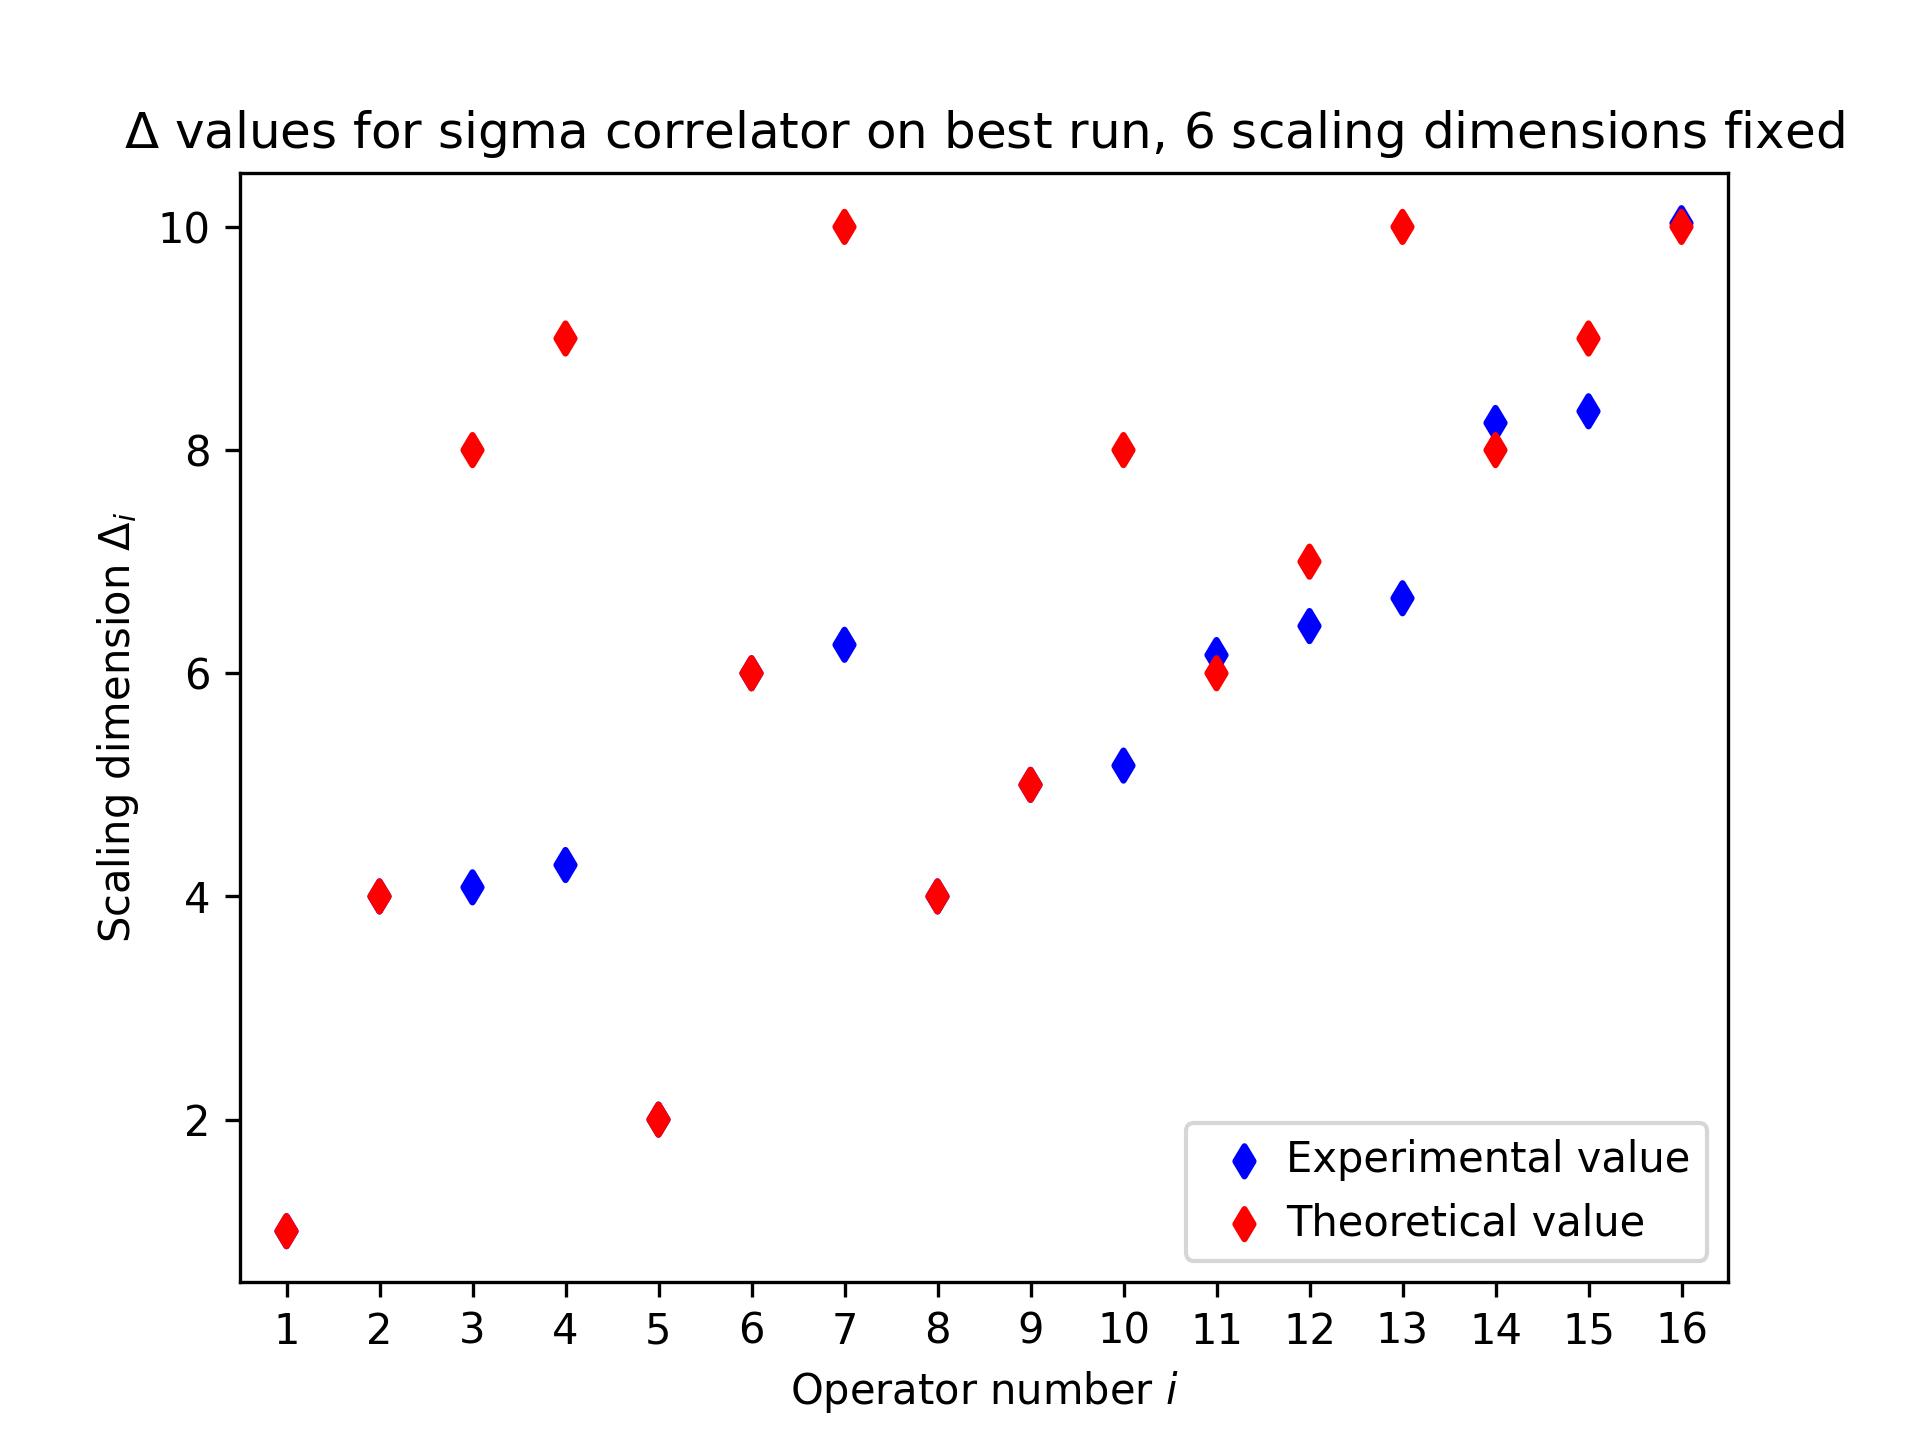 Δ values for sigma correlator on best run, 6 scaling dimensions fixed
10
8
6
4
2
Scaling dimension Δᵢ
Experimental value
Theoretical value
1 2 3 4 5 6 7 8 9 10 11 12 13 14 15 16
Operator number i